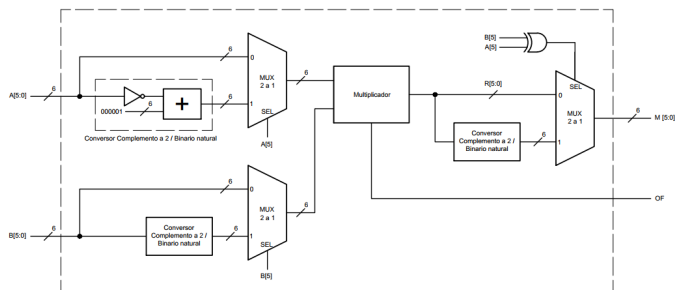 B[5]
A[5]
6
0
MUX
2 a 1
1
SEL
A[5]
A[5:0]
6
000001
6
+
6
Conversor Complemento a 2 / Binario natural
6
Multiplicador
SEL
R[5:0]
6
0
MUX
2 a 1
1
6
M [5:0]
Conversor
Complemento a 2 /
Binario natural
6
OF
6
0
MUX
2 a 1
1
SEL
B[5]
6
B[5:0]
6
Conversor
Complemento a 2 /
Binario natural
6